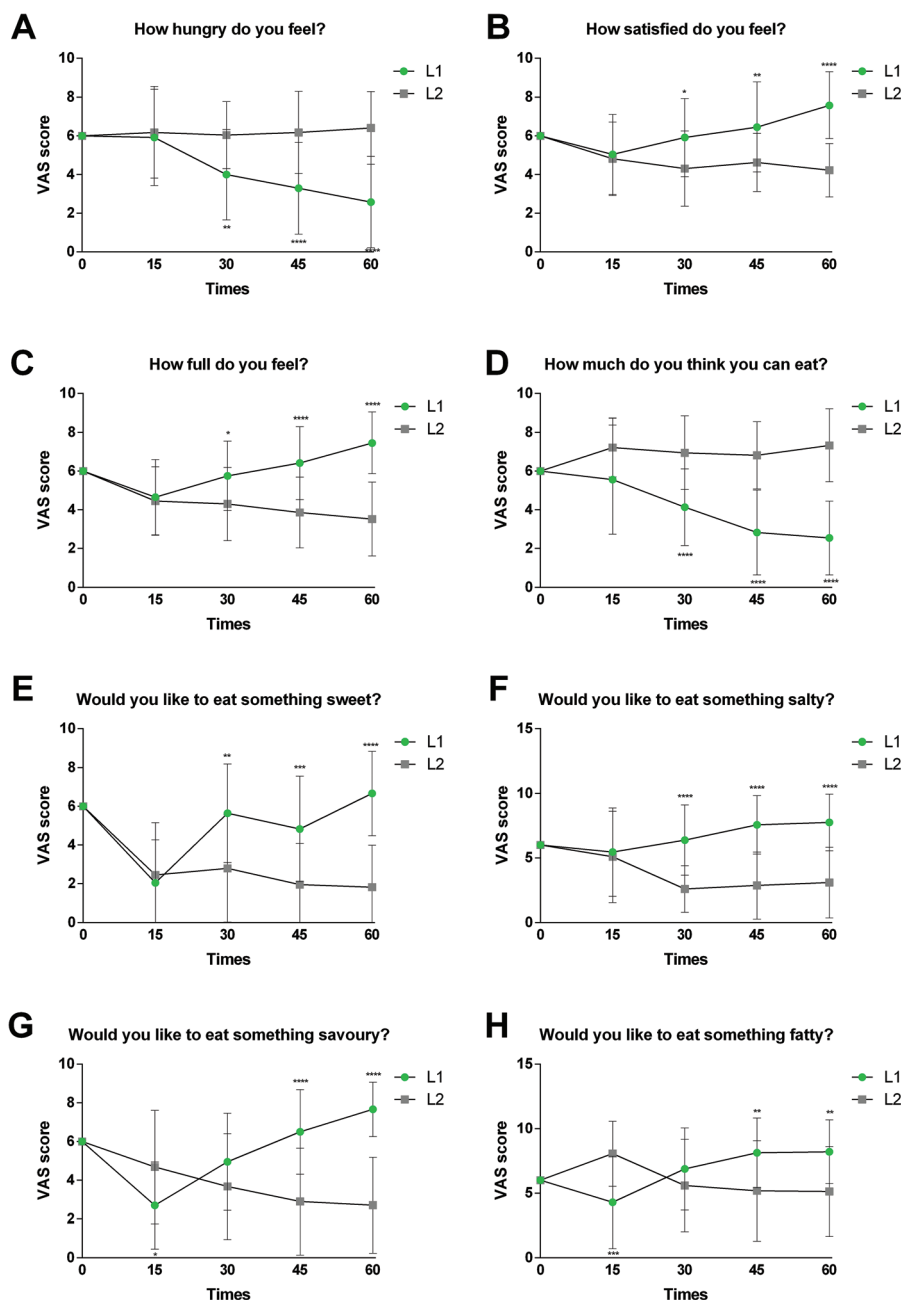 A
How hungry do you feel?
10
8
6
4
2
0
VAS score
0 15 30 45 60
Times
L1
L2
**
****
****
B
How satisfied do you feel?
10
8
6
4
2
0
VAS score
0 15 30 45 60
Times
L1
L2
*
**
****
C
How full do you feel?
10
8
6
4
2
0
VAS score
0 15 30 45 60
Times
L1
L2
*
****
****
D
How much do you think you can eat?
10
8
6
4
2
0
VAS score
0 15 30 45 60
Times
L1
L2
****
****
****
E
Would you like to eat something sweet?
10
8
6
4
2
0
VAS score
0 15 30 45 60
Times
L1
L2
**
***
****
F
Would you like to eat something salty?
15
10
5
0
VAS score
0 15 30 45 60
Times
L1
L2
****
****
****
G
Would you like to eat something savoury?
10
8
6
4
2
0
VAS score
0 15 30 45 60
Times
L1
L2
*
****
****
H
Would you like to eat something fatty?
15
10
5
0
VAS score
0 15 30 45 60
Times
L1
L2
***
**
**